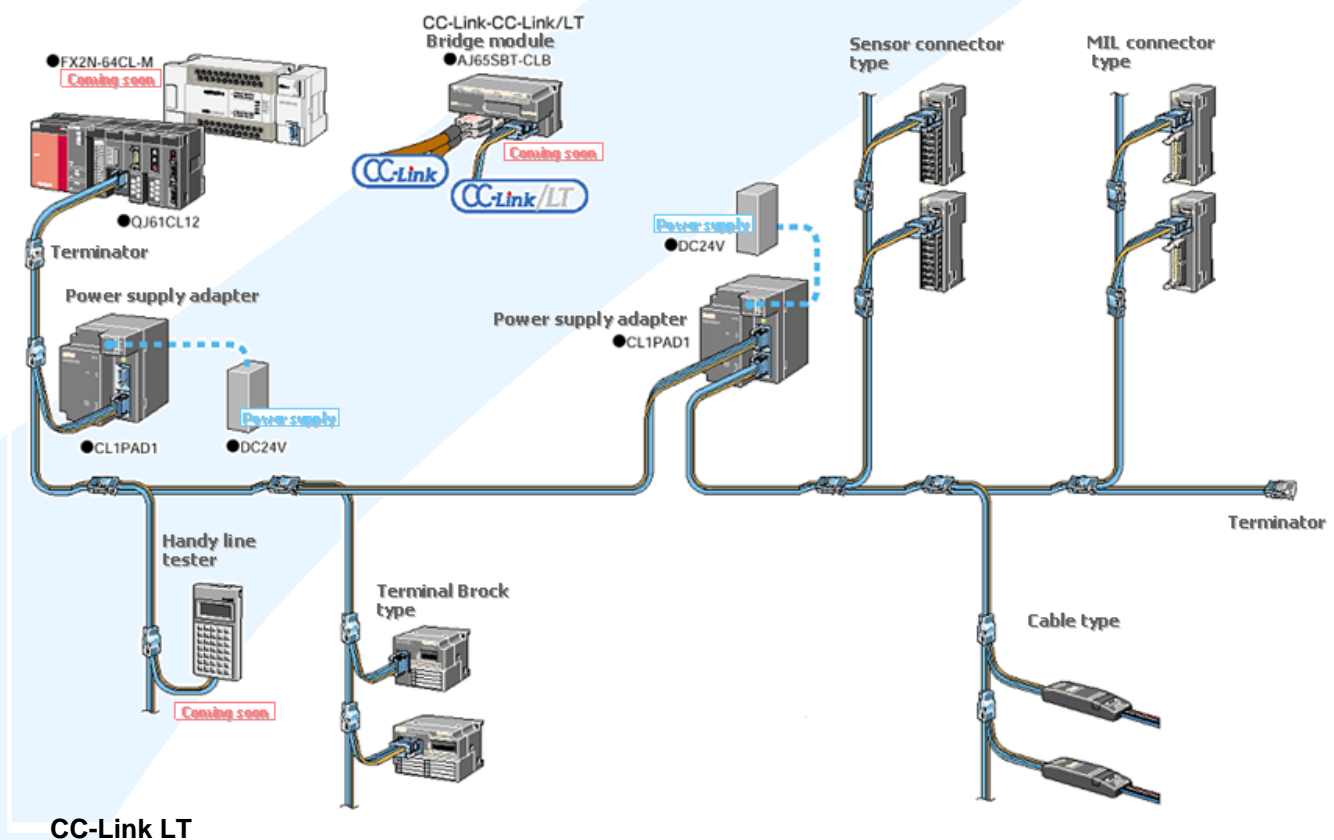 CC-Link-CC-Link/LT
Bridge module
●AJ65SBT-CLB
●FX2N-64CL-M
Coming soon
Sensor connector
type
MIL connector
type
Coming soon
CC-Link
CC-Link/LT
●QJ61CL12
Terminator
Power supply
●DC24V
Power supply adapter
Power supply adapter
●CL1PAD1
Power supply
●CL1PAD1
●DC24V
Terminator
Handy line
tester
Terminal Brock
type
Cable type
Coming soon
CC-Link LT